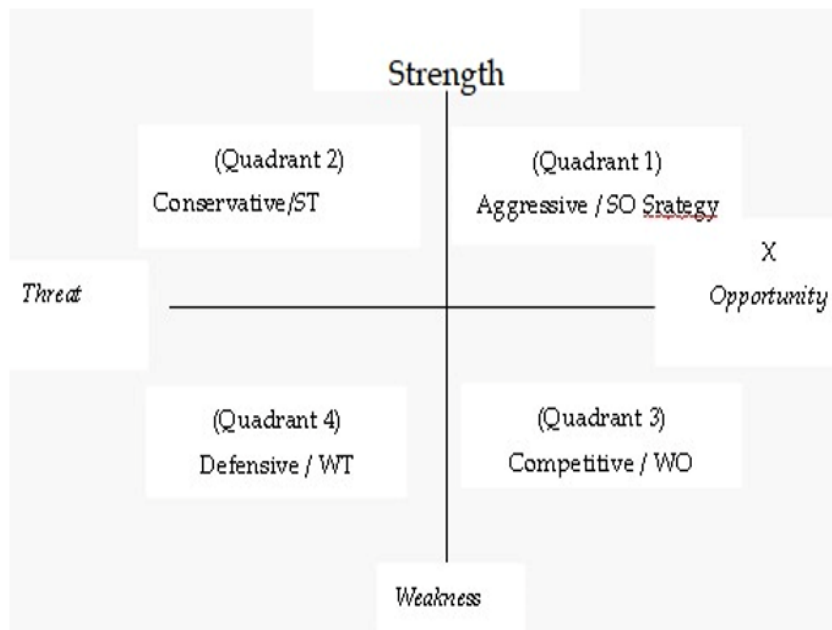 Strength
(Quadrant 2)
Conservative/ST
(Quadrant 1)
Aggressive / SO Srategy
X
Threat
Opportunity
(Quadrant 4)
Defensive / WT
(Quadrant 3)
Competitive / WO
Weakness